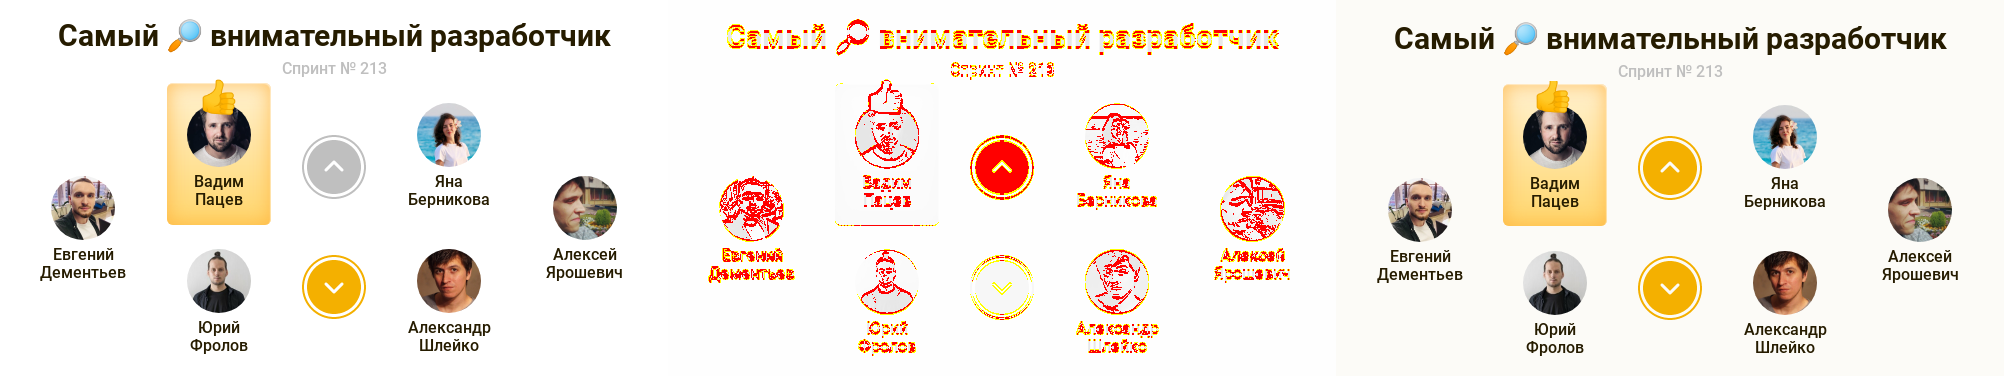 Самый 🔎 внимательный разработчик
Спринт № 213
Вадим
Пацев
Яна
Берникова
Евгений
Дементьев
Алексей
Ярошевич
Юрий
Фролов
Александр
Шлейко
Самый 🔎 внимательный разработчик
Спринт № 213
Вадим
Пацев
Яна
Берникова
Евгений
Дементьев
Алексей
Ярошевич
Юрий
Фролов
Александр
Шлейко
Самый 🔎 внимательный разработчик
Спринт № 213
Вадим
Пацев
Яна
Берникова
Евгений
Дементьев
Алексей
Ярошевич
Юрий
Фролов
Александр
Шлейко